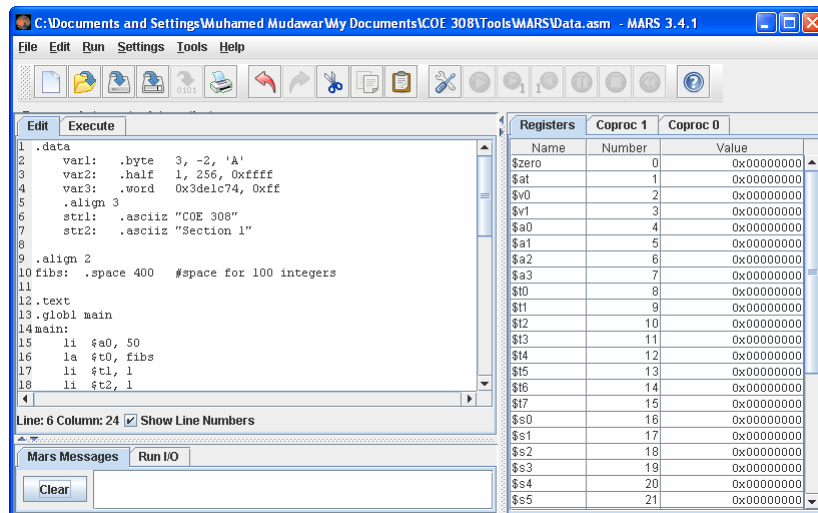 C:\Documents and Settings\Muhamed Mudawar\My Documents\COE 308\Tools\MARS\Data.asm - MARS 3.4.1
File Edit Run Settings Tools Help
Edit Execute
1 .data
2 var1: .byte 3, -2, 'A'
3 var2: .half 1, 256, 0xffff
4 var3: .word 0x3de1c74, 0xff
5 .align 3
6 str1: .asciiz "COE 308"
7 str2: .asciiz "Section 1"
8
9 .align 2
10 fibs: .space 400 #space for 100 integers
11
12 .text
13 .globl main
14 main:
15 li $a0, 50
16 la $t0, fibs
17 li $t1, 1
18 li $t2, 1
Line: 6 Column: 24 Show Line Numbers
Mars Messages Run I/O
Clear
Registers Coproc 1 Coproc 0
Name Number Value
$zero 0 0x00000000
$at 1 0x00000000
$v0 2 0x00000000
$v1 3 0x00000000
$a0 4 0x00000000
$a1 5 0x00000000
$a2 6 0x00000000
$a3 7 0x00000000
$t0 8 0x00000000
$t1 9 0x00000000
$t2 10 0x00000000
$t3 11 0x00000000
$t4 12 0x00000000
$t5 13 0x00000000
$t6 14 0x00000000
$t7 15 0x00000000
$s0 16 0x00000000
$s1 17 0x00000000
$s2 18 0x00000000
$s3 19 0x00000000
$s4 20 0x00000000
$s5 21 0x00000000